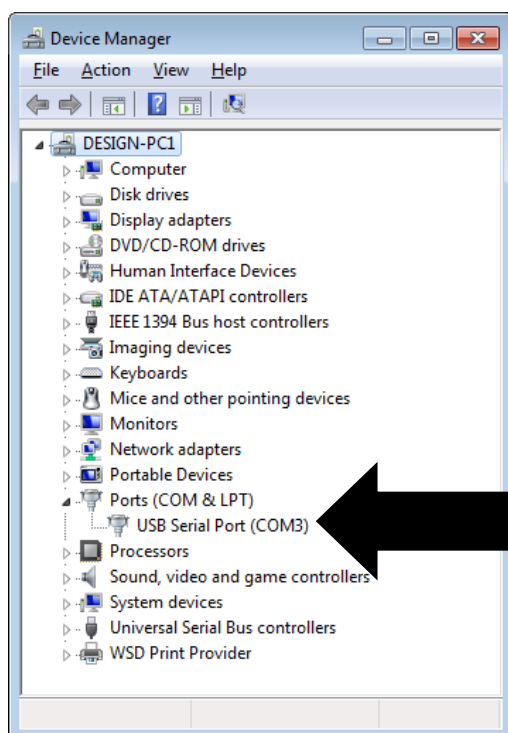 Device Manager
File Action View Help
DESIGN-PC1
Computer
Disk drives
Display adapters
DVD/CD-ROM drives
Human Interface Devices
IDE ATA/ATAPI controllers
IEEE 1394 Bus host controllers
Imaging devices
Keyboards
Mice and other pointing devices
Monitors
Network adapters
Portable Devices
Ports (COM & LPT)
USB Serial Port (COM3)
Processors
Sound, video and game controllers
System devices
Universal Serial Bus controllers
WSD Print Provider